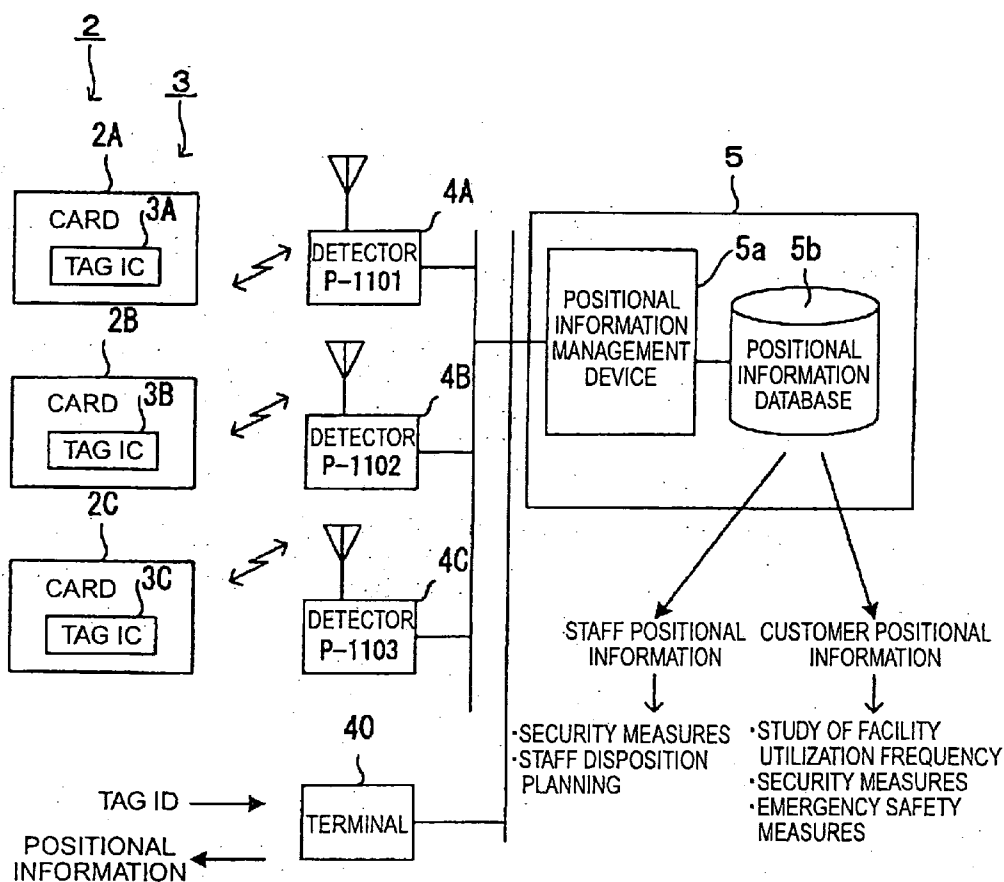 2
3
2A
CARD
3A
TAG IC
4A
DETECTOR
P-1101
2B
CARD
3B
TAG IC
4B
DETECTOR
P-1102
2C
CARD
3C
TAG IC
4C
DETECTOR
P-1103
5
5a
POSITIONAL
INFORMATION
MANAGEMENT
DEVICE
5b
POSITIONAL
INFORMATION
DATABASE
STAFF POSITIONAL
INFORMATION
·SECURITY MEASURES
·STAFF DISPOSITION
PLANNING
CUSTOMER POSITIONAL
INFORMATION
·STUDY OF FACILITY
UTILIZATION FREQUENCY
·SECURITY MEASURES
·EMERGENCY SAFETY
MEASURES
40
TAG ID
TERMINAL
POSITIONAL
INFORMATION